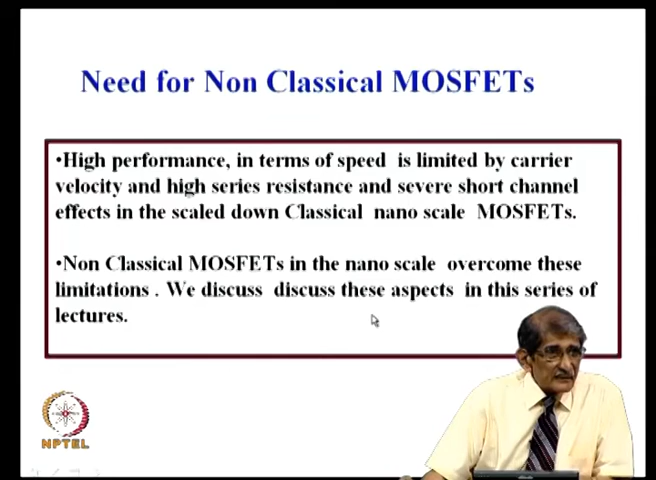 Need for Non Classical MOSFETs
•High performance, in terms of speed is limited by carrier
velocity and high series resistance and severe short channel
effects in the scaled down Classical nano scale MOSFETs.
•Non Classical MOSFETs in the nano scale overcome these
limitations . We discuss discuss these aspects in this series of
lectures.
NPTEL